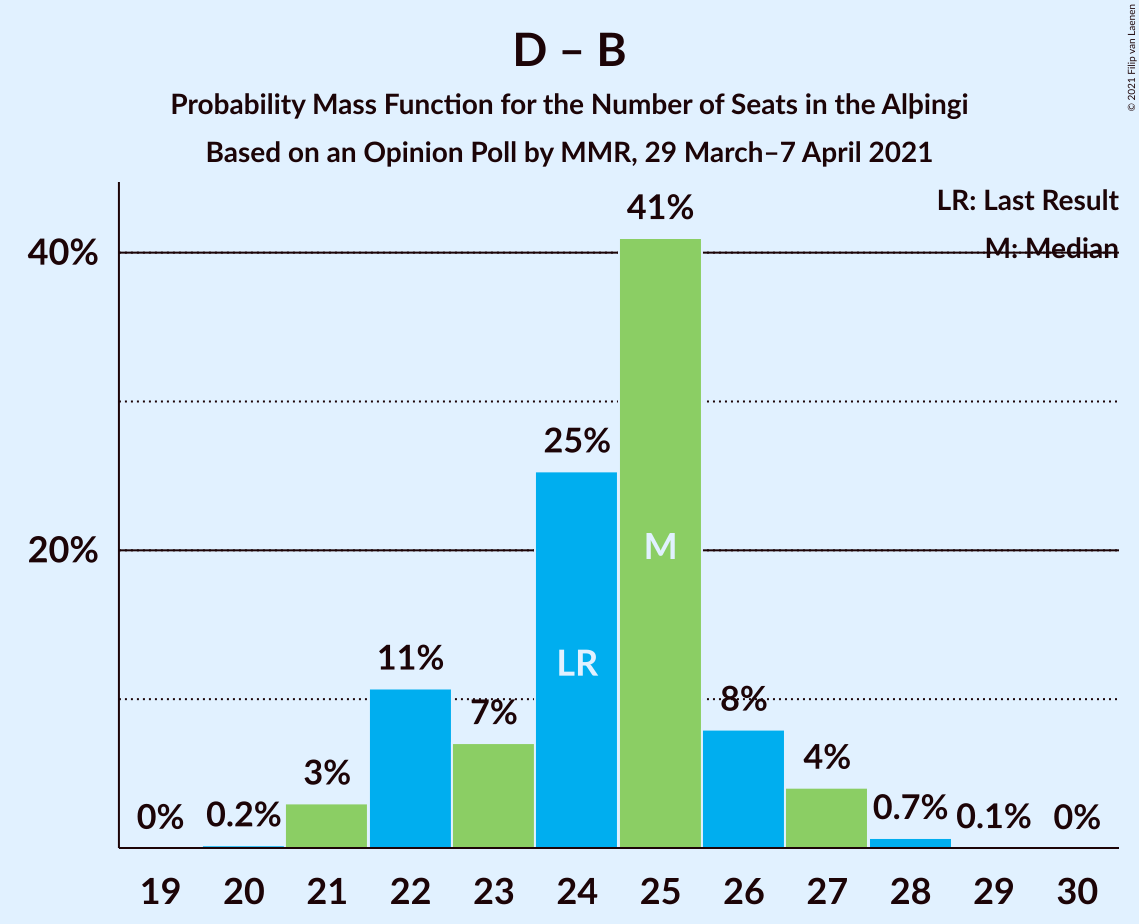 D – B
Probability Mass Function for the Number of Seats in the Alþingi
Based on an Opinion Poll by MMR, 29 March–7 April 2021
© 2021 Filip van Laenen
LR: Last Result
M: Median
40%
20%
0%
0.2%
3%
11%
7%
25%
41%
8%
4%
0.7%
0.1%
0%
LR
M
19 20 21 22 23 24 25 26 27 28 29 30